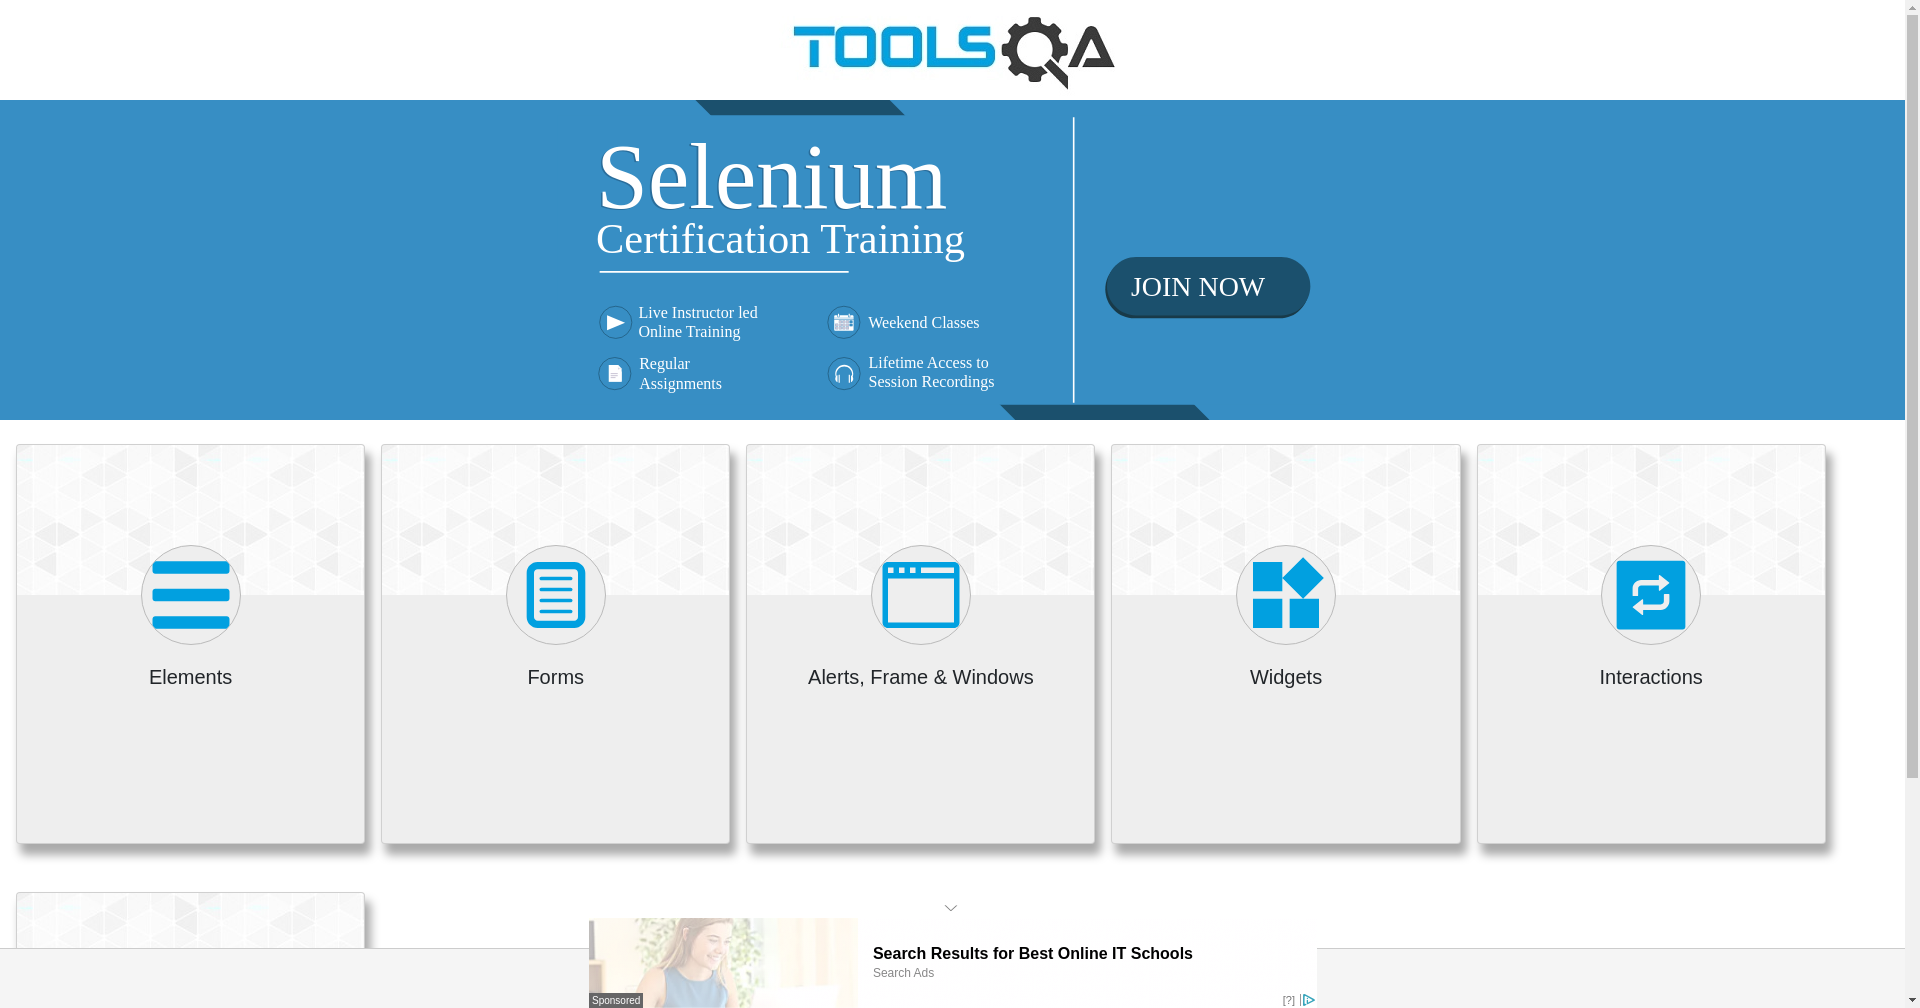 TOOLSQA
Selenium
Certification Training
Live Instructor led
Online Training
Weekend Classes
Regular
Assignments
Lifetime Access to
Session Recordings
JOIN NOW
Elements
Forms
Alerts, Frame & Windows
Widgets
Interactions
Search Results for Best Online IT Schools
Search Ads
Sponsored
[?]